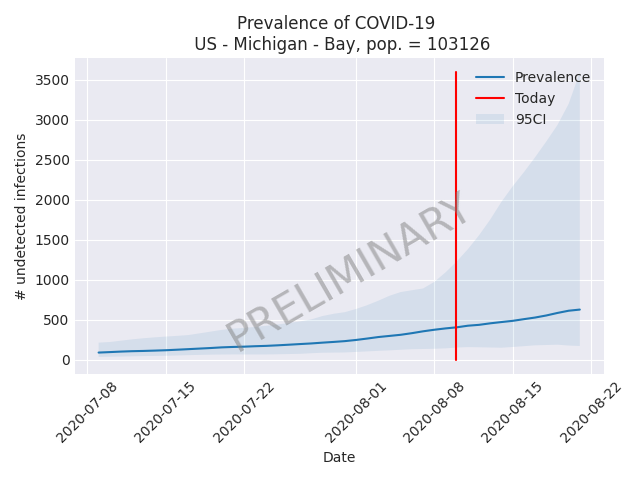 Prevalence of COVID-19
US - Michigan - Bay, pop. = 103126
Prevalence
Today
95CI
3500
3000
2500
2000
1500
1000
500
0
# undetected infections
PRELIMINARY
2020-07-08
2020-07-15
2020-07-22
2020-08-01
2020-08-08
2020-08-15
2020-08-22
Date